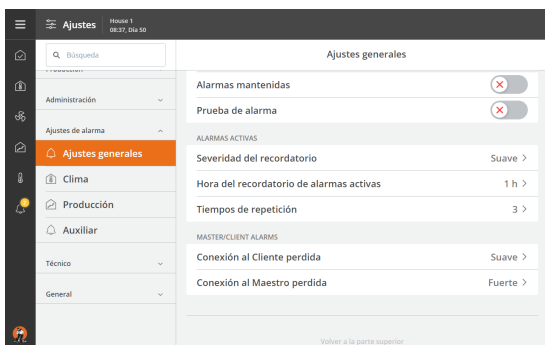 Ajustes
House 1
08:37, Día 50
Búsqueda
Ajustes generales
Administración
Ajustes de alarma
Ajustes generales
Clima
Producción
Auxiliar
Técnico
General
Alarmas mantenidas
Prueba de alarma
ALARMAS ACTIVAS
Severidad del recordatorio Suave >
Hora del recordatorio de alarmas activas 1 h >
Tiempos de repetición 3 >
MASTER/CLIENT ALARMS
Conexión al Cliente perdida Suave >
Conexión al Maestro perdida Fuerte >
Volver a la parte superior